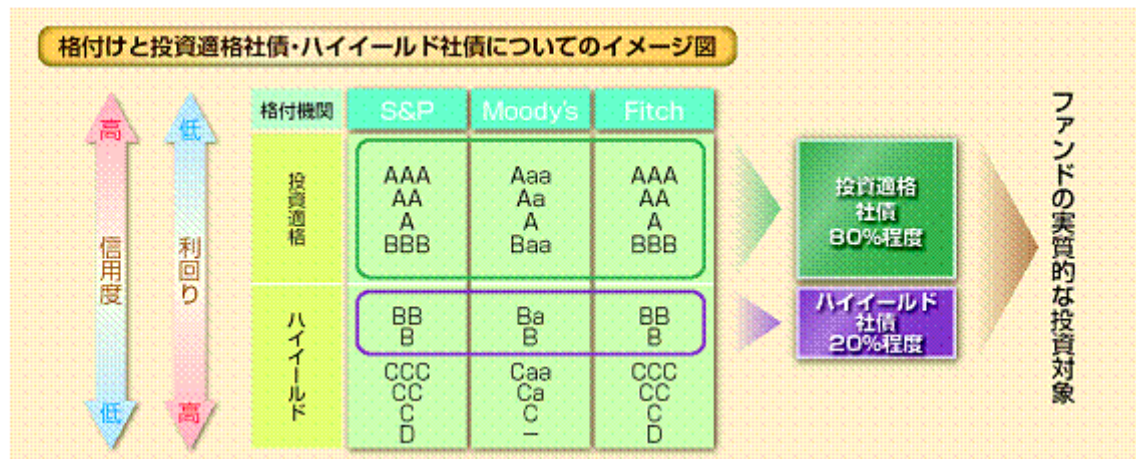 格付けと投資適格社債・ハイイールド社債についてのイメージ図
高
信用度
低
低
利回り
高
格付機関 S&P Moody's Fitch
投資適格
AAA Aaa AAA
AA Aa AA
A A A
BBB Baa BBB
ハイイールド
BB Ba BB
B B B
CCC Caa CCC
CC Ca CC
C C C
D – D
投資適格
社債
80%程度
ハイイールド
社債
20%程度
ファンドの実質的な投資対象